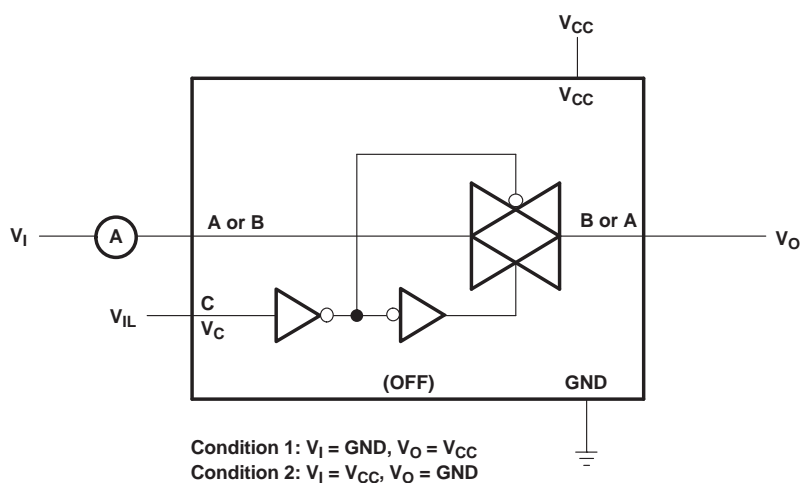 VCC
VCC
A or B
B or A
VI
A
VO
C
VIL
VC
(OFF)
GND
Condition 1: VI = GND, VO = VCC
Condition 2: VI = VCC, VO = GND